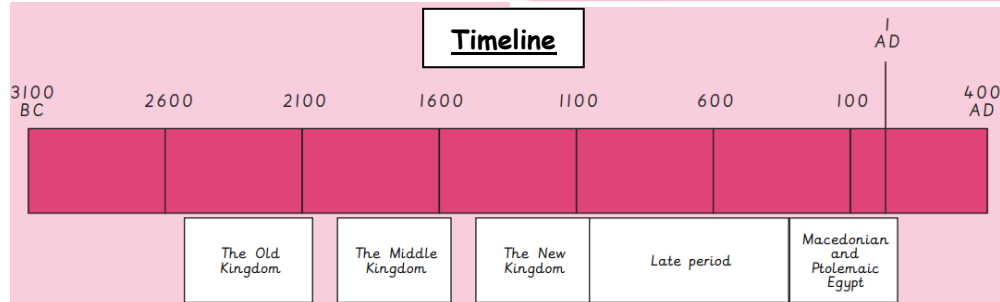 Timeline
1
AD
3100
BC
2600
2100
1600
1100
600
100
400
AD
The Old
Kingdom
The Middle
Kingdom
The New
Kingdom
Late period
Macedonian
and
Ptolemaic
Egypt